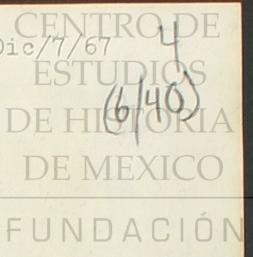 CENTRO DE
Dic/7/67 4
ESTUDIOS
(6/40)
DE HISTORIA
DE MEXICO
FUNDACIÓN